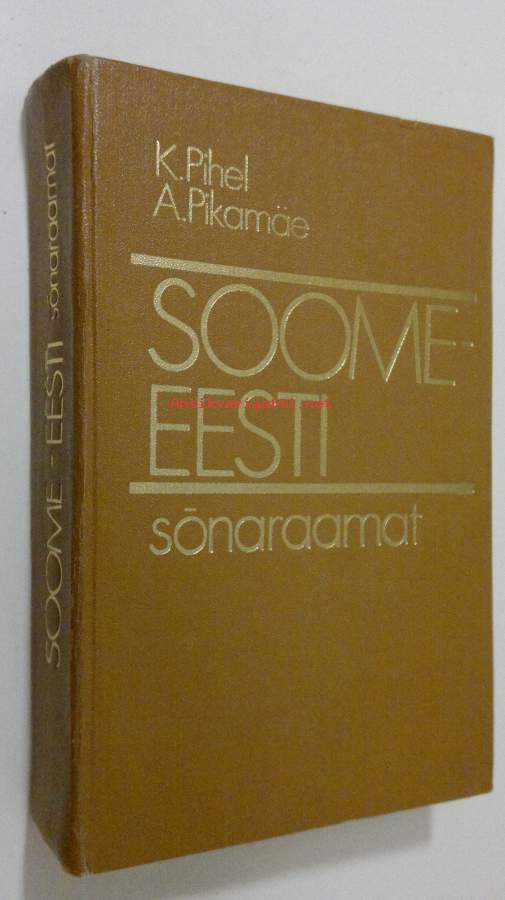 K.Pihel
A.Pikamäe
SOOME-
EESTI
sõnaraamat
SOOME - EESTI sõnaraamat
Antikvariaatti.net